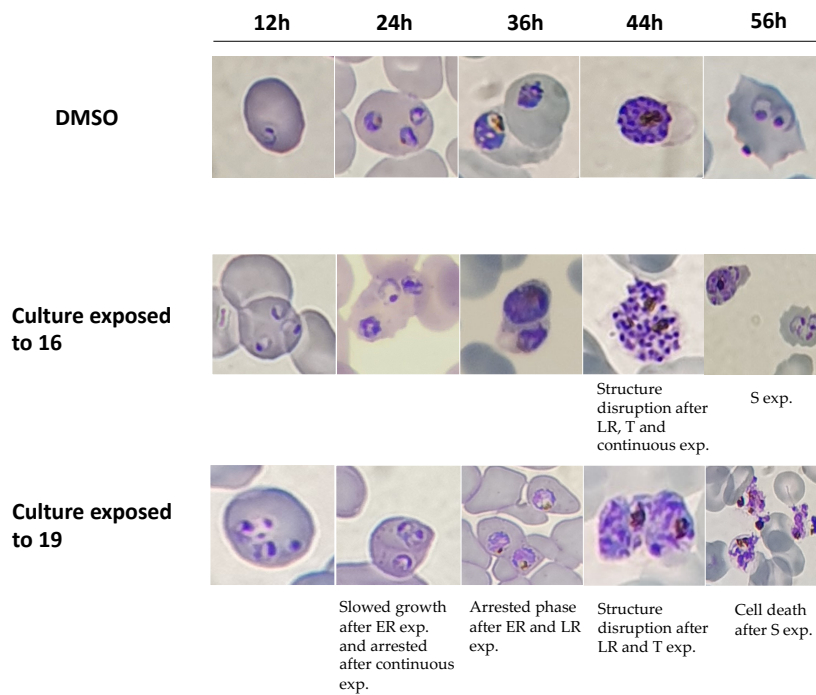 12h 24h 36h 44h 56h
DMSO
Culture exposed
to 16
Structure
disruption after
LR, T and
continuous exp.
S exp.
Culture exposed
to 19
Slowed growth
after ER exp.
and arrested
after continuous
exp.
Arrested phase
after ER and LR
exp.
Structure
disruption after
LR and T exp.
Cell death
after S exp.